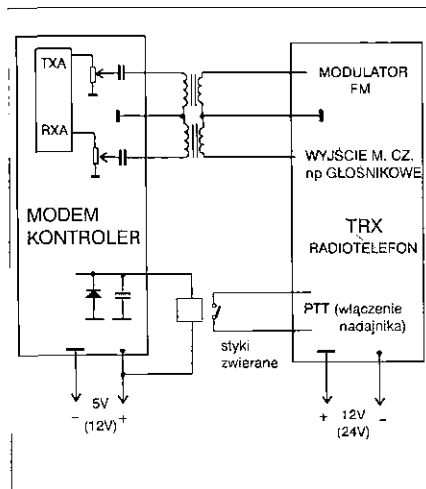 TXA
RXA
MODEM
KONTROLER
MODULATOR
FM
WYJŚCIE M. CZ.
np GŁOŚNIKOWE
TRX
RADIOTELEFON
PTT (włączenie
nadajnika)
styki
zwierane
- 5V +
(12V)
+ 12V -
(24V)